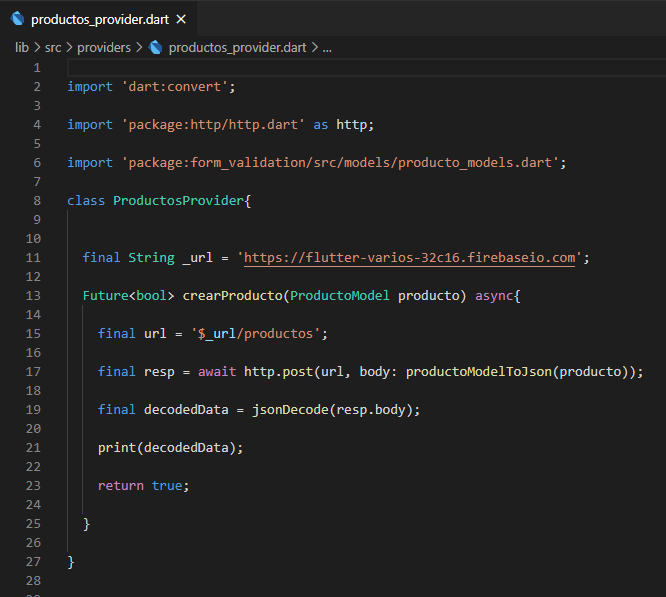 productos_provider.dart ×
lib > src > providers > productos_provider.dart > ...
1
2 import 'dart:convert';
3
4 import 'package:http/http.dart' as http;
5
6 import 'package:form_validation/src/models/producto_models.dart';
7
8 class ProductosProvider{
9
10
11 final String _url = 'https://flutter-varios-32c16.firebaseio.com';
12
13 Future<bool> crearProducto(ProductoModel producto) async{
14
15 final url = '$_url/productos';
16
17 final resp = await http.post(url, body: productoModelToJson(producto));
18
19 final decodedData = jsonDecode(resp.body);
20
21 print(decodedData);
22
23 return true;
24
25 }
26
27 }
28